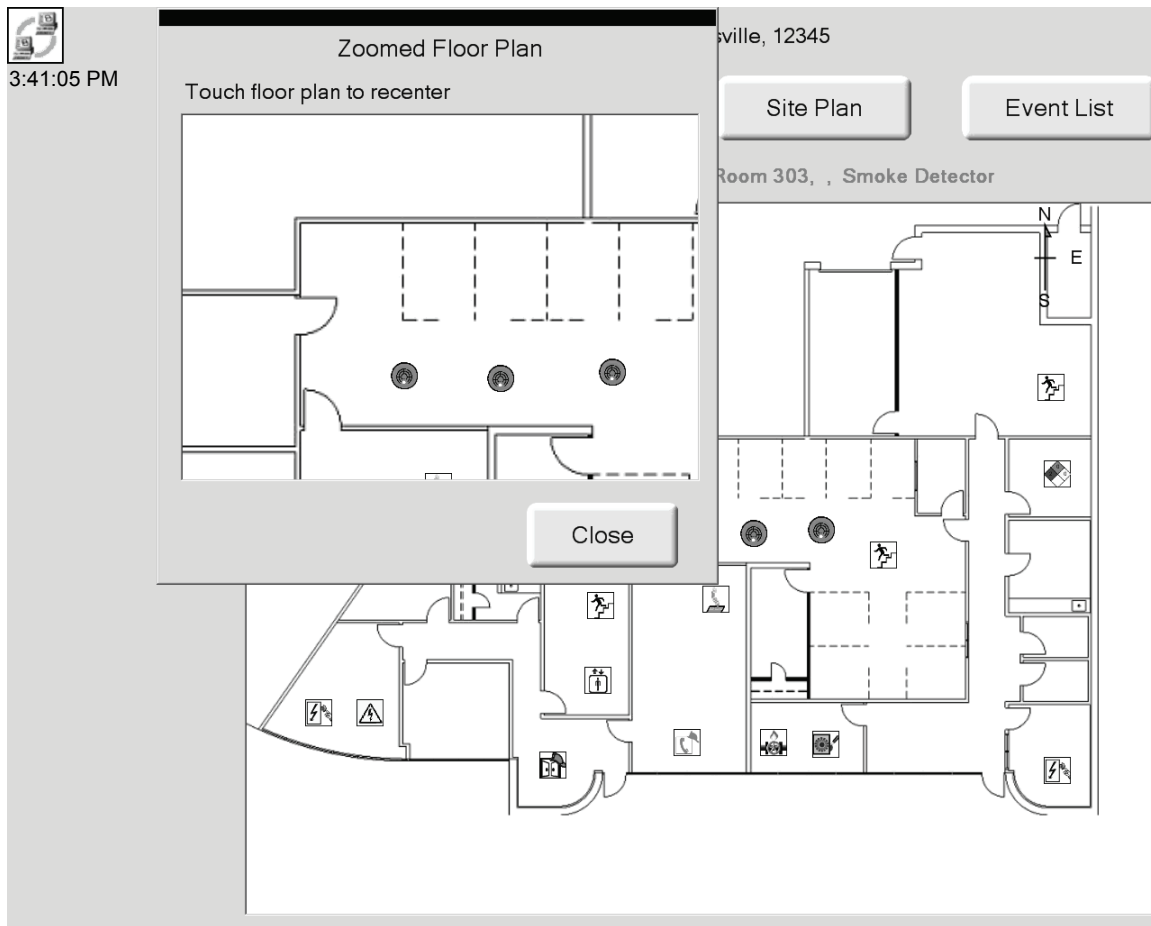 Zoomed Floor Plan
sville, 12345
3:41:05 PM
Touch floor plan to recenter
Site Plan
Event List
Room 303, , Smoke Detector
N
E
S
Close